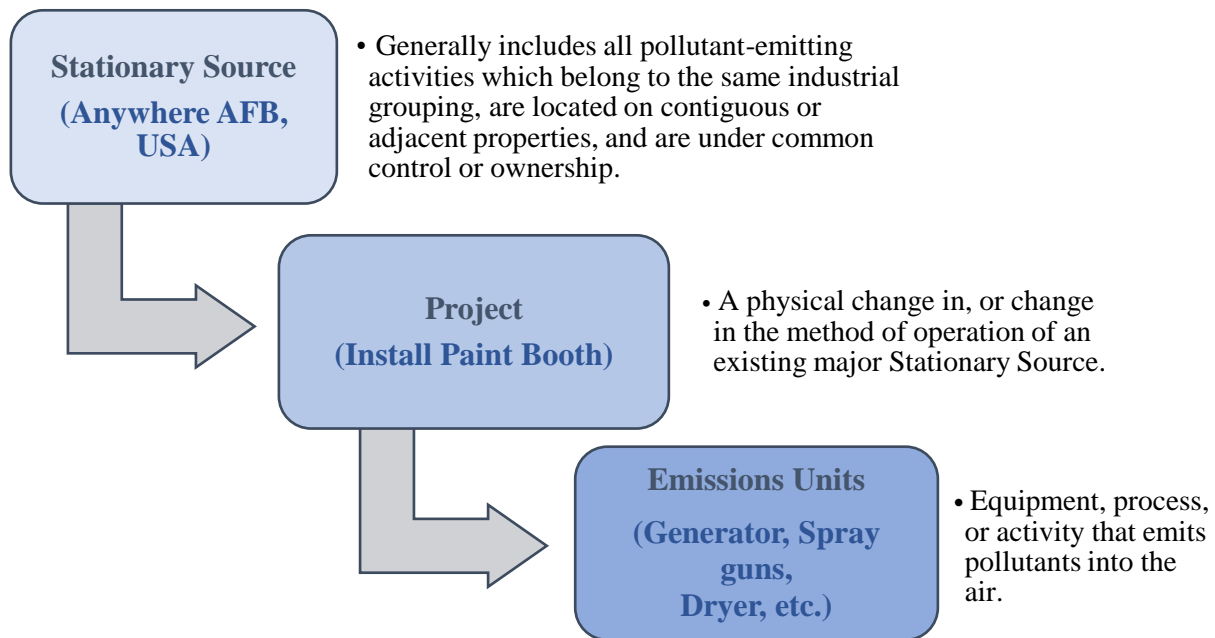 Stationary Source
(Anywhere AFB,
USA)
• Generally includes all pollutant-emitting
activities which belong to the same industrial
grouping, are located on contiguous or
adjacent properties, and are under common
control or ownership.
Project
(Install Paint Booth)
• A physical change in, or change
in the method of operation of an
existing major Stationary Source.
Emissions Units
(Generator, Spray
guns,
Dryer, etc.)
• Equipment, process,
or activity that emits
pollutants into the
air.